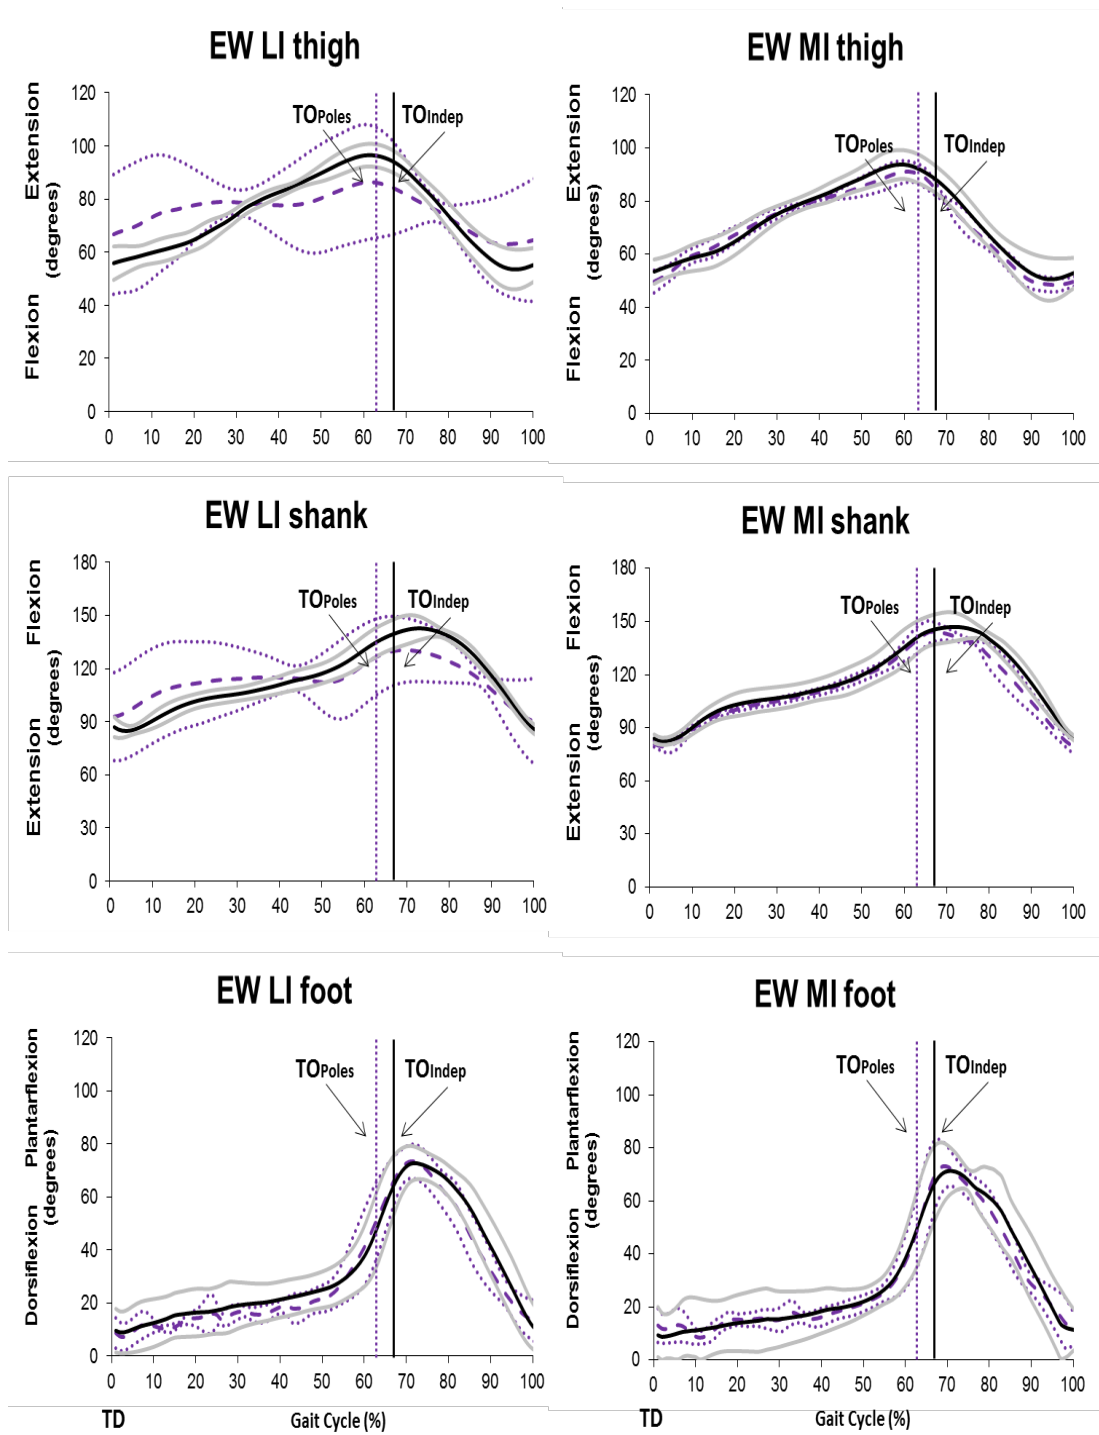 EW LI thigh
EW MI thigh
Flexion Extension
(degrees)
120
100
80
60
40
20
0
TOPoles
TOIndep
0 10 20 30 40 50 60 70 80 90 100
Flexion Extension
(degrees)
120
100
80
60
40
20
0
TOPoles
TOIndep
0 10 20 30 40 50 60 70 80 90 100
EW LI shank
EW MI shank
Extension Flexion
(degrees)
180
150
120
90
60
30
0
TOPoles
TOIndep
0 10 20 30 40 50 60 70 80 90 100
Extension Flexion
(degrees)
180
150
120
90
60
30
0
TOPoles
TOIndep
0 10 20 30 40 50 60 70 80 90 100
EW LI foot
EW MI foot
Dorsiflexion Plantarflexion
(degrees)
120
100
80
60
40
20
0
TOPoles
TOIndep
0 10 20 30 40 50 60 70 80 90 100
TD
Gait Cycle (%)
Dorsiflexion Plantarflexion
(degrees)
120
100
80
60
40
20
0
TOPoles
TOIndep
0 10 20 30 40 50 60 70 80 90 100
TD
Gait Cycle (%)